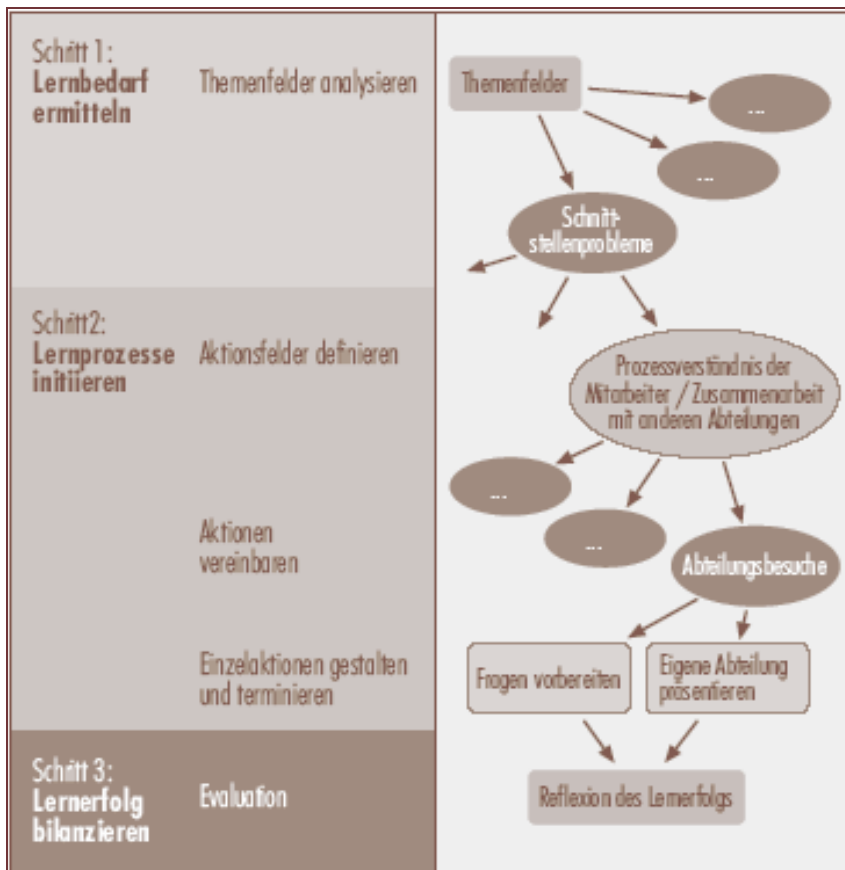 Schritt 1:
Lernbedarf
ermitteln
Themenfelder analysieren
Themenfelder
...
...
Schnitt-
stellenprobleme
Schritt2:
Lernprozesse
initiieren
Aktionsfelder definieren
Prozessverständnis der
Mitarbeiter / Zusammenarbeit
mit anderen Abteilungen
...
...
Aktionen
vereinbaren
Abteilungsbesuche
Einzelaktionen gestalten
und terminieren
Fragen vorbereiten
Eigene Abteilung
präsentieren
Schritt 3:
Lernerfolg
bilanzieren
Evaluation
Reflexion des Lernerfolgs